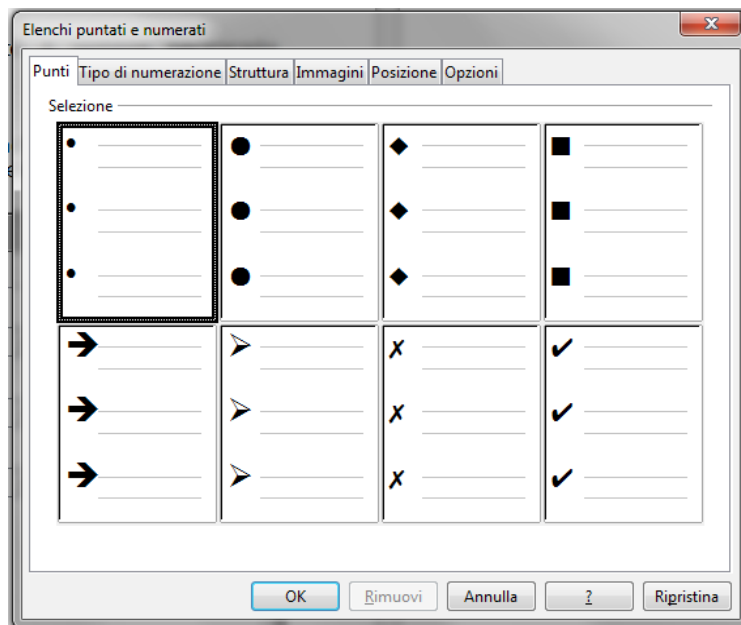 Elenchi puntati e numerati
Punti Tipo di numerazione Struttura Immagini Posizione Opzioni
Selezione
OK Rimuovi Annulla ? Ripristina